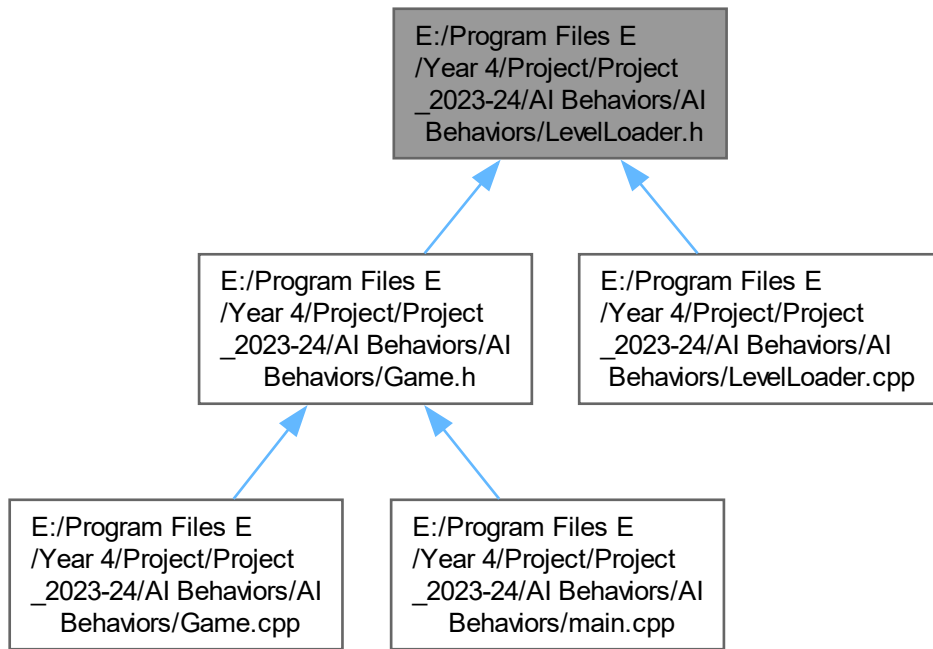 E:/Program Files E
/Year 4/Project/Project
_2023-24/AI Behaviors/AI
Behaviors/LevelLoader.h
E:/Program Files E
/Year 4/Project/Project
_2023-24/AI Behaviors/AI
Behaviors/Game.h
E:/Program Files E
/Year 4/Project/Project
_2023-24/AI Behaviors/AI
Behaviors/LevelLoader.cpp
E:/Program Files E
/Year 4/Project/Project
_2023-24/AI Behaviors/AI
Behaviors/Game.cpp
E:/Program Files E
/Year 4/Project/Project
_2023-24/AI Behaviors/AI
Behaviors/main.cpp